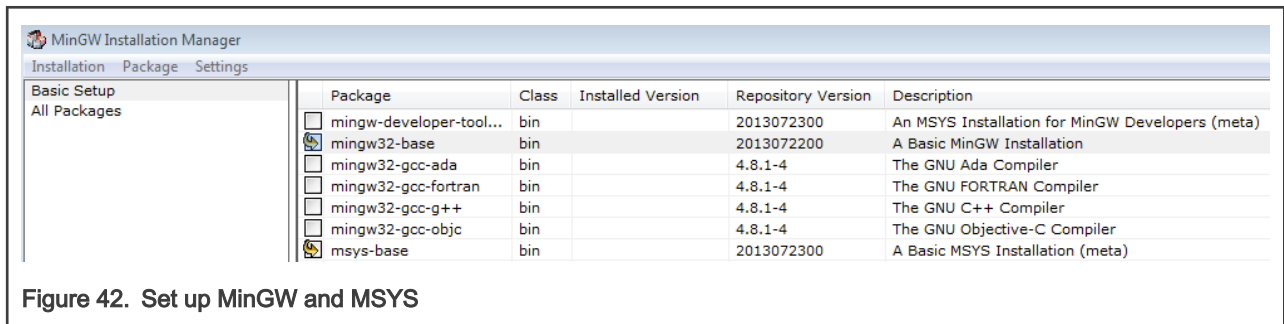 MinGW Installation Manager
Installation Package Settings
Basic Setup
All Packages
Package Class Installed Version Repository Version Description
mingw-developer-tool... bin 2013072300 An MSYS Installation for MinGW Developers (meta)
mingw32-base bin 2013072200 A Basic MinGW Installation
mingw32-gcc-ada bin 4.8.1-4 The GNU Ada Compiler
mingw32-gcc-fortran bin 4.8.1-4 The GNU FORTRAN Compiler
mingw32-gcc-g++ bin 4.8.1-4 The GNU C++ Compiler
mingw32-gcc-objc bin 4.8.1-4 The GNU Objective-C Compiler
msys-base bin 2013072300 A Basic MSYS Installation (meta)
Figure 42. Set up MinGW and MSYS